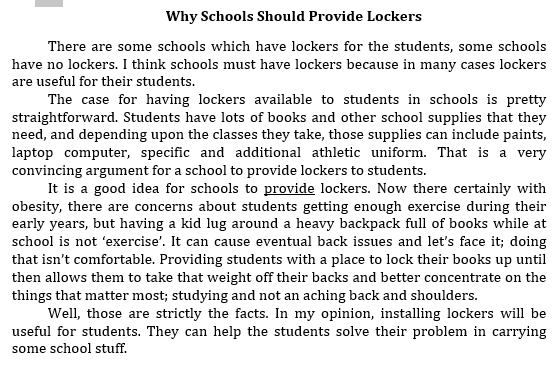 Why Schools Should Provide Lockers
There are some schools which have lockers for the students, some schools
have no lockers. I think schools must have lockers because in many cases lockers
are useful for their students.
The case for having lockers available to students in schools is pretty
straightforward. Students have lots of books and other school supplies that they
need, and depending upon the classes they take, those supplies can include paints,
laptop computer, specific and additional athletic uniform. That is a very
convincing argument for a school to provide lockers to students.
It is a good idea for schools to provide lockers. Now there certainly with
obesity, there are concerns about students getting enough exercise during their
early years, but having a kid lug around a heavy backpack full of books while at
school is not ‘exercise’. It can cause eventual back issues and let’s face it; doing
that isn’t comfortable. Providing students with a place to lock their books up until
then allows them to take that weight off their backs and better concentrate on the
things that matter most; studying and not an aching back and shoulders.
Well, those are strictly the facts. In my opinion, installing lockers will be
useful for students. They can help the students solve their problem in carrying
some school stuff.